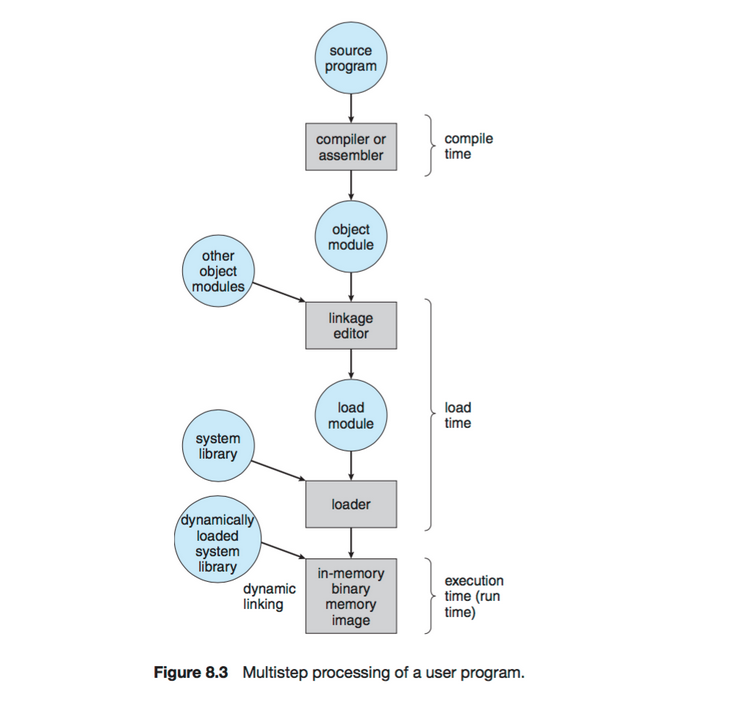 source
program
compiler or
assembler
compile
time
object
module
other
object
modules
linkage
editor
load
module
load
time
system
library
loader
dynamically
loaded
system
library
dynamic
linking
in-memory
binary
memory
image
execution
time (run
time)
Figure 8.3 Multistep processing of a user program.